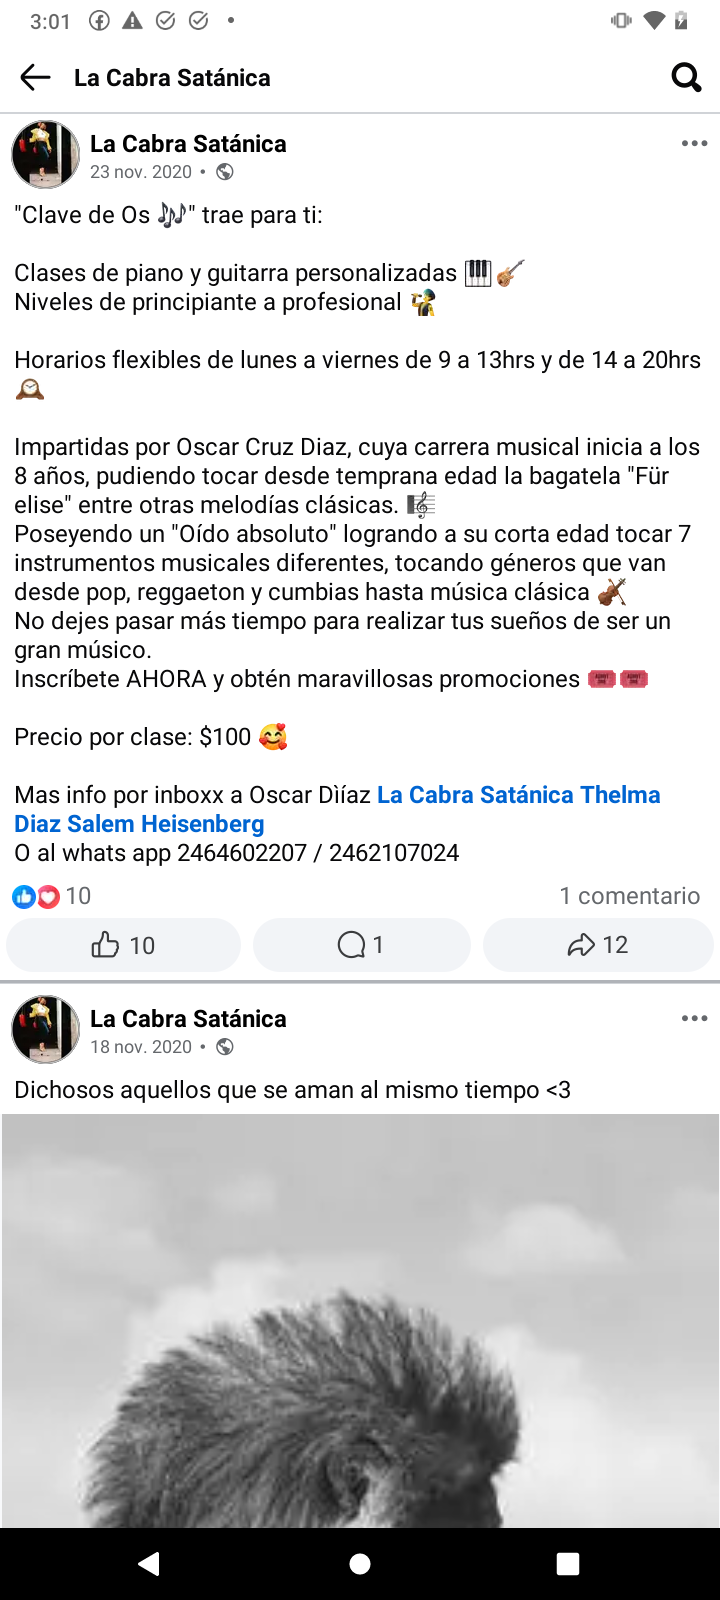 3:01
La Cabra Satánica
La Cabra Satánica
23 nov. 2020 •
"Clave de Os 🎶" trae para ti:
Clases de piano y guitarra personalizadas 🎹🎸
Niveles de principiante a profesional
Horarios flexibles de lunes a viernes de 9 a 13hrs y de 14 a 20hrs
🕰️
Impartidas por Oscar Cruz Diaz, cuya carrera musical inicia a los
8 años, pudiendo tocar desde temprana edad la bagatela "Für
elise" entre otras melodías clásicas. 🎼
Poseyendo un "Oído absoluto" logrando a su corta edad tocar 7
instrumentos musicales diferentes, tocando géneros que van
desde pop, reggaeton y cumbias hasta música clásica 🎻
No dejes pasar más tiempo para realizar tus sueños de ser un
gran músico.
Inscríbete AHORA y obtén maravillosas promociones 🎟️🎟️
Precio por clase: $100 🥰
Mas info por inboxx a Oscar Dìíaz La Cabra Satánica Thelma
Diaz Salem Heisenberg
O al whats app 2464602207 / 2462107024
10 1 comentario
10 1 12
La Cabra Satánica
18 nov. 2020 •
Dichosos aquellos que se aman al mismo tiempo <3